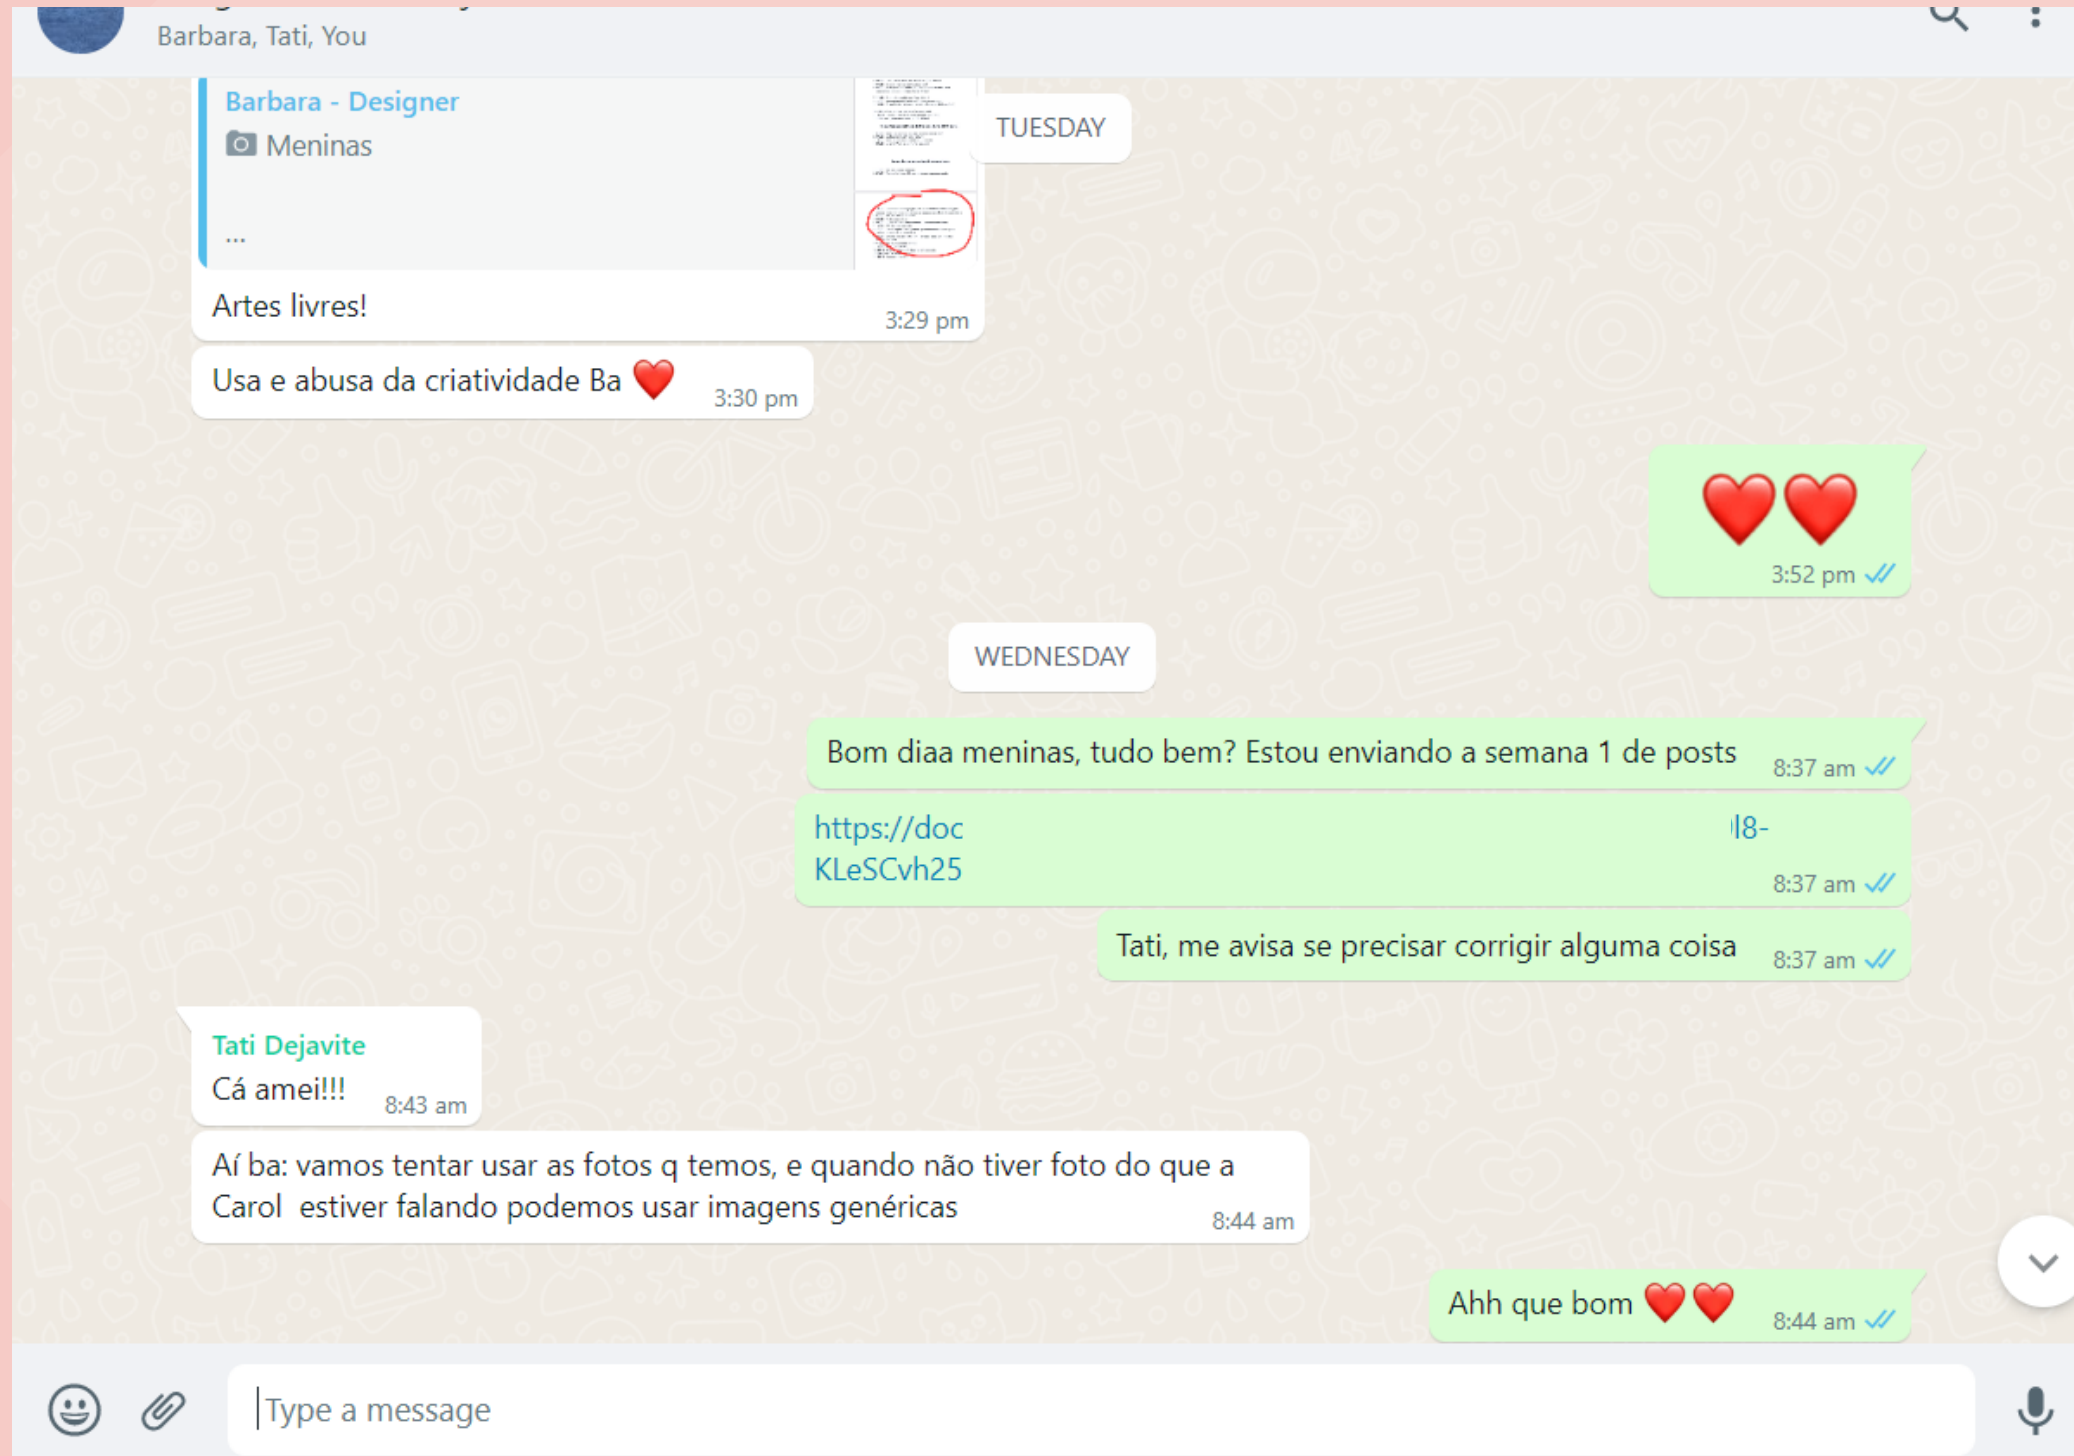 Barbara, Tati, You
Barbara - Designer
Meninas
...
TUESDAY
Artes livres!
3:29 pm
Usa e abusa da criatividade Ba ❤️
3:30 pm
❤️❤️
3:52 pm
WEDNESDAY
Bom diaa meninas, tudo bem? Estou enviando a semana 1 de posts
8:37 am
https://doc l8-
KLeSCvh25
8:37 am
Tati, me avisa se precisar corrigir alguma coisa
8:37 am
Tati Dejavite
Cá amei!!!
8:43 am
Aí ba: vamos tentar usar as fotos q temos, e quando não tiver foto do que a
Carol estiver falando podemos usar imagens genéricas
8:44 am
Ahh que bom ❤️❤️
8:44 am
Type a message